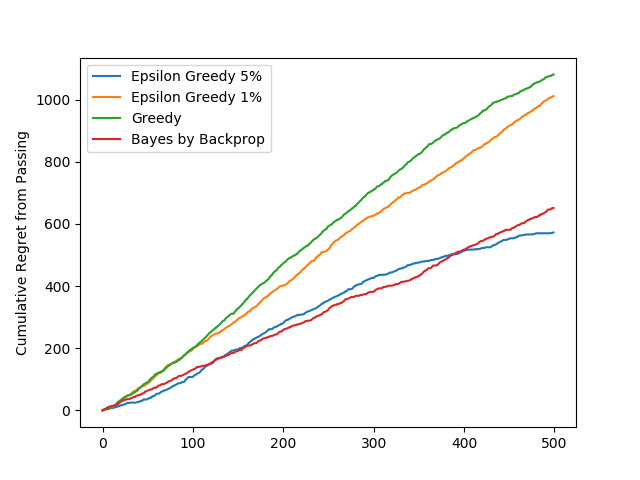 Epsilon Greedy 5%
Epsilon Greedy 1%
Greedy
Bayes by Backprop
Cumulative Regret from Passing
1000
800
600
400
200
0
0 100 200 300 400 500